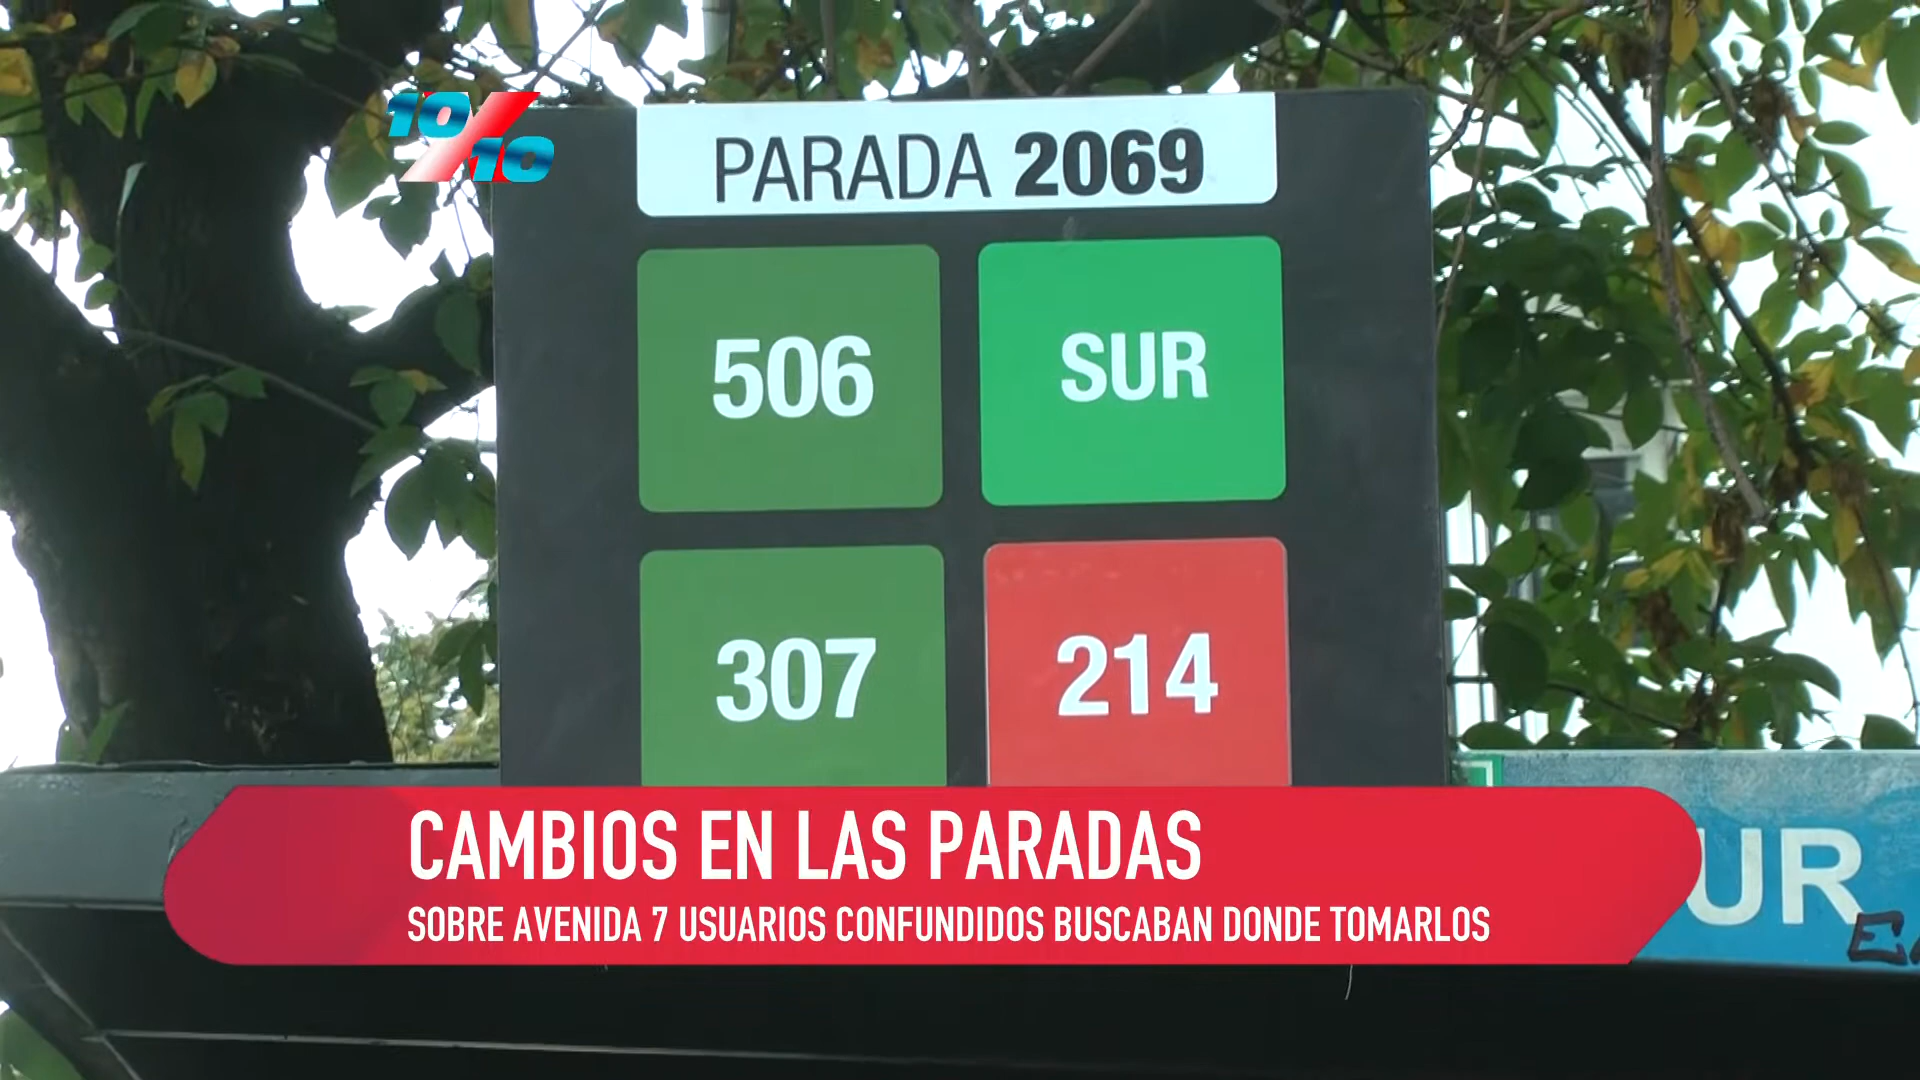 10/10
PARADA 2069
506
SUR
307
214
CAMBIOS EN LAS PARADAS
SOBRE AVENIDA 7 USUARIOS CONFUNDIDOS BUSCABAN DONDE TOMARLOS
UR